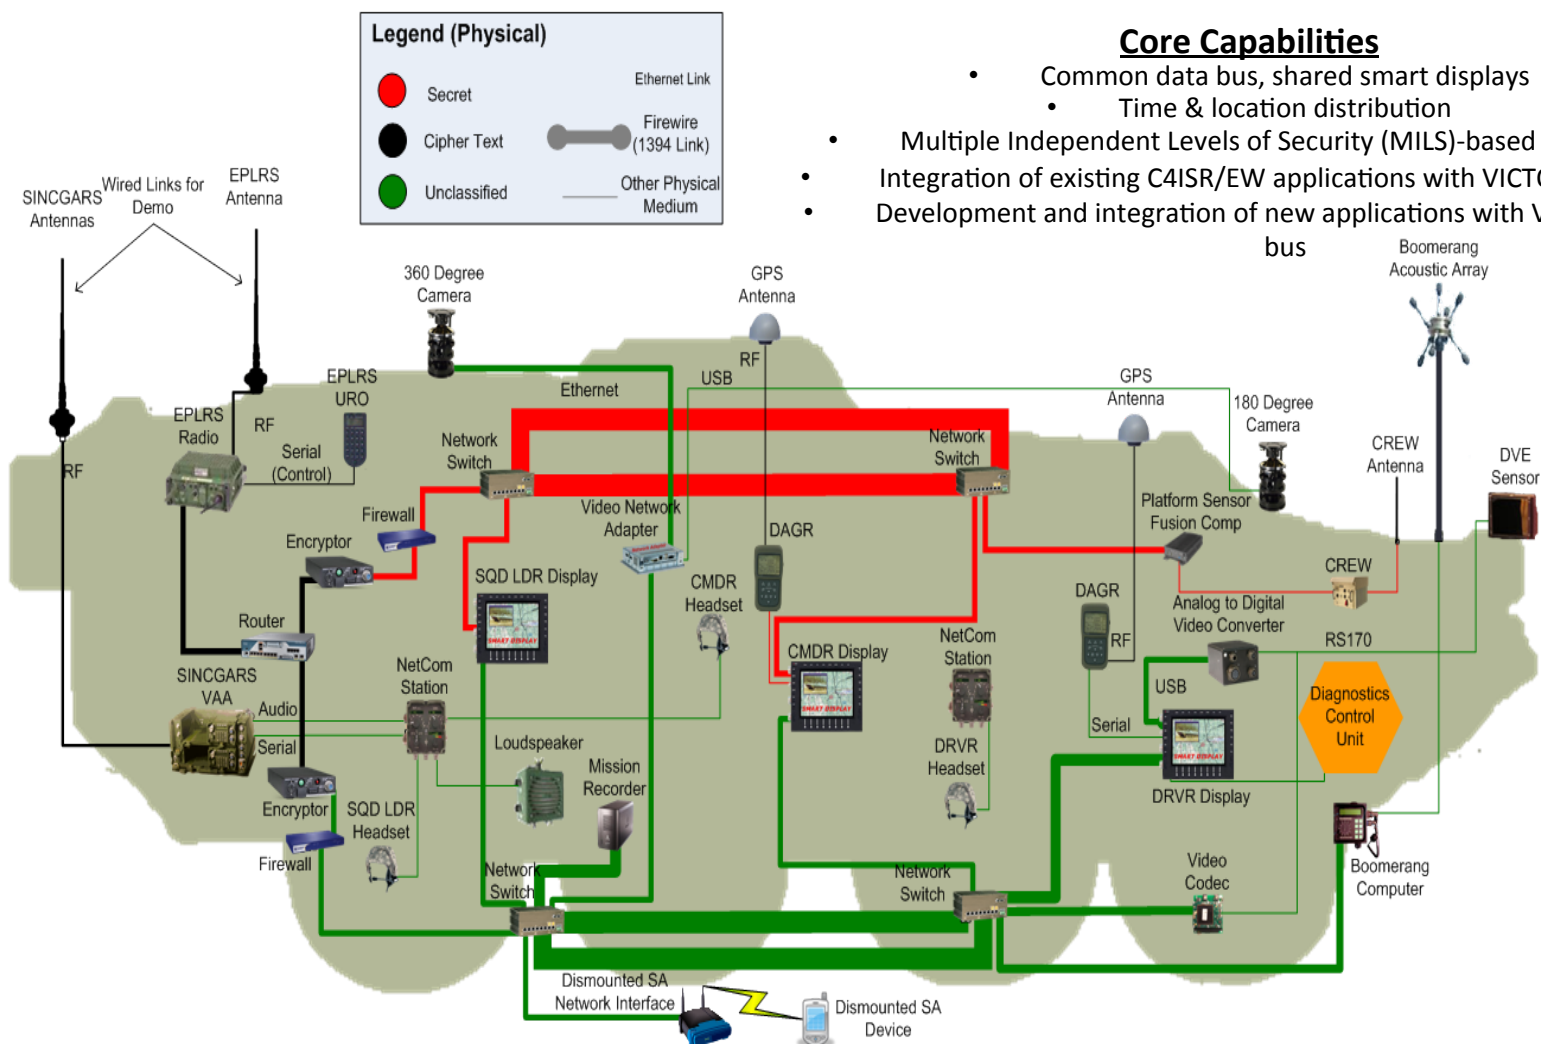 Core Capabilities
• Common data bus, shared smart displays
• Time & location distribution
• Multiple Independent Levels of Security (MILS)-based
• Integration of existing C4ISR/EW applications with
• Development and integration of new applications with
bus
Legend (Physical)
Secret
Cipher Text
Unclassified
Ethernet Link
Firewire
(1394 Link)
Other Physical
Medium
SINCGARS
Antennas
Wired Links for
Demo
EPLRS
Antenna
360 Degree
Camera
GPS
Antenna
Boomerang
Acoustic Array
RF
USB
Ethernet
EPLRS
URO
EPLRS
Radio
RF
Serial
(Control)
RF
Network
Switch
Network
Switch
GPS
Antenna
180 Degree
Camera
CREW
Antenna
DVE
Sensor
Firewall
Video Network
Adapter
DAGR
Platform Sensor
Fusion Comp
Encryptor
SQD LDR Display
CMDR
Headset
DAGR
CREW
Analog to Digital
Video Converter
RF
RS170
Router
SINCGARS
VAA
NetCom
Station
CMDR Display
NetCom
Station
SMART DISPLAY
SMART DISPLAY
SMART DISPLAY
USB
Diagnostics
Control
Unit
Audio
Serial
Serial
Loudspeaker
Mission
Recorder
DRVR
Headset
DRVR Display
Encryptor
SQD LDR
Headset
Firewall
Network
Switch
Network
Switch
Video
Codec
Boomerang
Computer
Dismounted SA
Network Interface
Dismounted SA
Device